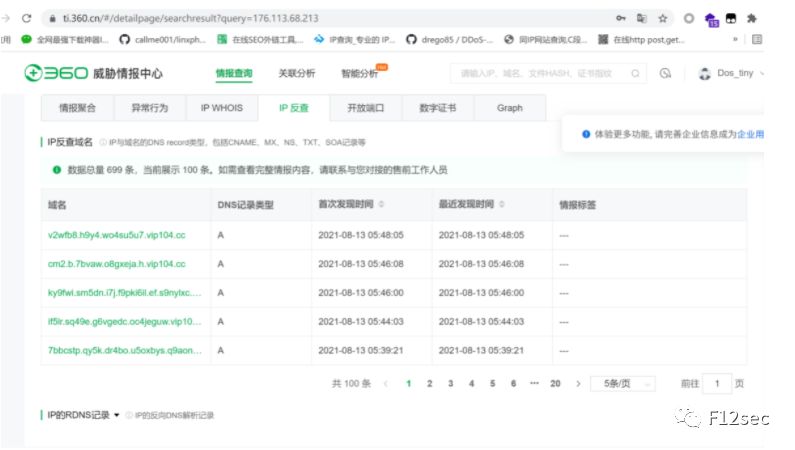 ti.360.cn/#/detailpage/searchresult?query=176.113.68.213
用 全网最强下载神器I... callme001/linxph... 在线SEO外链工具,... IP查询_专业的 IP... drego85 / DDoS-... 同IP网站查询,C段... 在线http post,get... »
360 威胁情报中心 情报查询 关联分析 智能分析 Hot 请输入IP、域名、文件HASH、证书指纹 Dos_tiny
情报聚合 异常行为 IP WHOIS IP 反查 开放端口 数字证书 Graph
体验更多功能, 请完善企业信息成为企业用
IP反查域名 IP与域名的DNS record类型，包括CNAME、MX、NS、TXT、SOA记录等
数据总量 699 条，当前展示 100 条。如需查看完整情报内容，请联系与您对接的售前工作人员
域名 DNS记录类型 首次发现时间 最近发现时间 情报标签
v2wfb8.h9y4.wo4su5u7.vip104.cc A 2021-08-13 05:48:05 2021-08-13 05:48:05 ---
cm2.b.7bvaw.o8gxeja.h.vip104.cc A 2021-08-13 05:46:08 2021-08-13 05:46:08 ---
ky9fwi.sm5dn.i7j.f9pki6il.ef.s9nylxc.... A 2021-08-13 05:46:00 2021-08-13 05:46:00 ---
if5lr.sq49e.g6vgedc.oc4jeguw.vip10... A 2021-08-13 05:44:03 2021-08-13 05:44:03 ---
7bbcstp.qy5k.dr4bo.u5oxbys.q9aon... A 2021-08-13 05:39:21 2021-08-13 05:39:21 ---
共 100 条 1 2 3 4 5 6 ··· 20 5条/页 前往 1 页
IP的RDNS记录 IP的反向DNS解析记录
F12sec